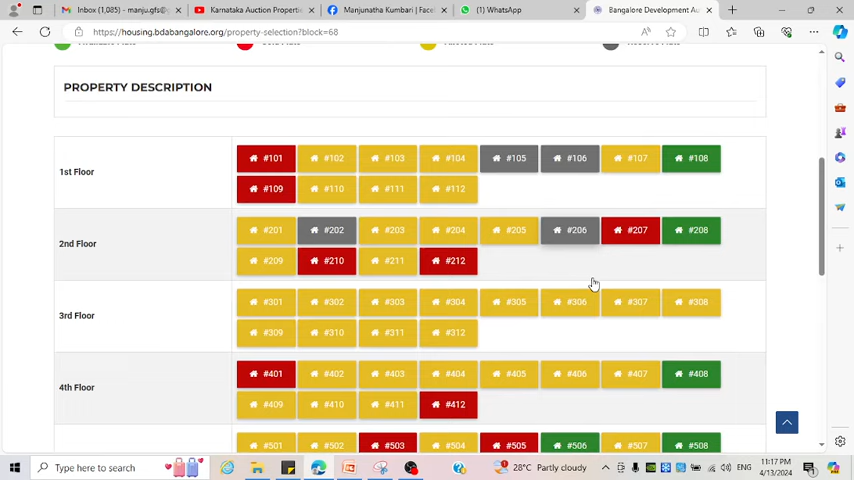 Inbox (1,085) - manju.gfs@g
Karnataka Auction Properti
Manjunatha Kumbari | Face
(1) WhatsApp
Bangalore Development Au
https://housing.bdabangalore.org/property-selection?block=68
PROPERTY DESCRIPTION
1st Floor
#101 #102 #103 #104 #105 #106 #107 #108
#109 #110 #111 #112
2nd Floor
#201 #202 #203 #204 #205 #206 #207 #208
#209 #210 #211 #212
3rd Floor
#301 #302 #303 #304 #305 #306 #307 #308
#309 #310 #311 #312
4th Floor
#401 #402 #403 #404 #405 #406 #407 #408
#409 #410 #411 #412
#501 #502 #503 #504 #505 #506 #507 #508
Type here to search
28°C Partly cloudy
ENG
11:17 PM
4/13/2024